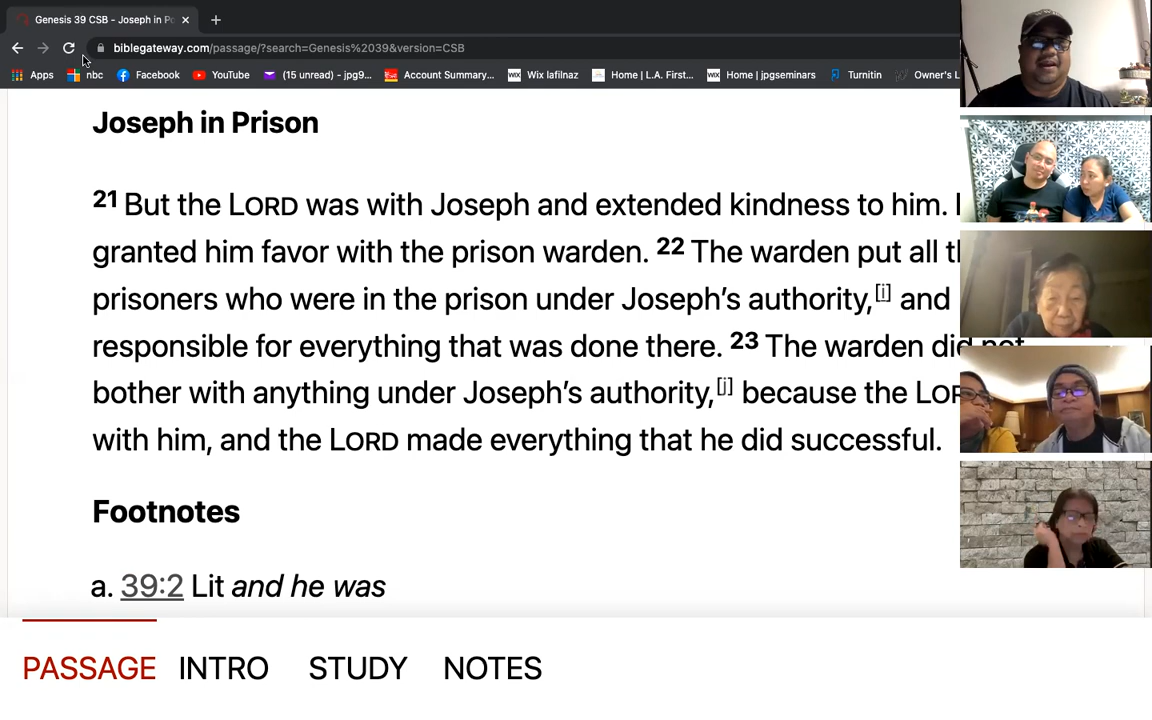 Genesis 39 CSB - Joseph in Pc
biblegateway.com/passage/?search=Genesis%2039&version=CSB
Apps nbc Facebook YouTube (15 unread) - jpg9... Account Summary... Wix lafilnaz Home | L.A. First... Home | jpgseminars Turnitin Owner's L
Joseph in Prison
21 But the LORD was with Joseph and extended kindness to him.
granted him favor with the prison warden. 22 The warden put all
prisoners who were in the prison under Joseph's authority,[i] and
responsible for everything that was done there. 23 The warden did not
bother with anything under Joseph's authority,[j] because the LOR
with him, and the LORD made everything that he did successful.
Footnotes
a. 39:2 Lit and he was
PASSAGE INTRO STUDY NOTES